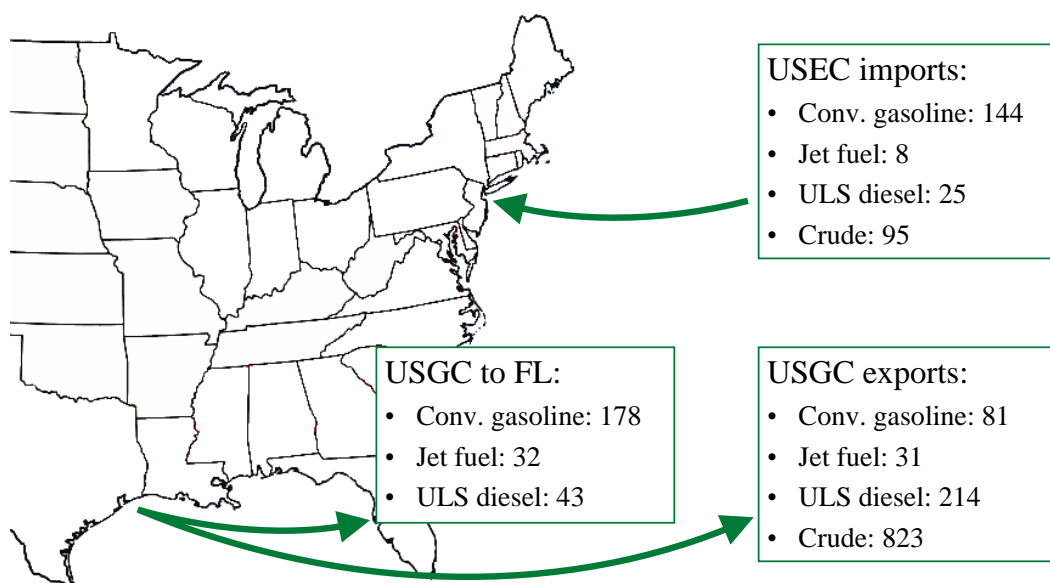 USEC imports:
• Conv. gasoline: 144
• Jet fuel: 8
• ULS diesel: 25
• Crude: 95
USGC to FL:
• Conv. gasoline: 178
• Jet fuel: 32
• ULS diesel: 43
USGC exports:
• Conv. gasoline: 81
• Jet fuel: 31
• ULS diesel: 214
• Crude: 823